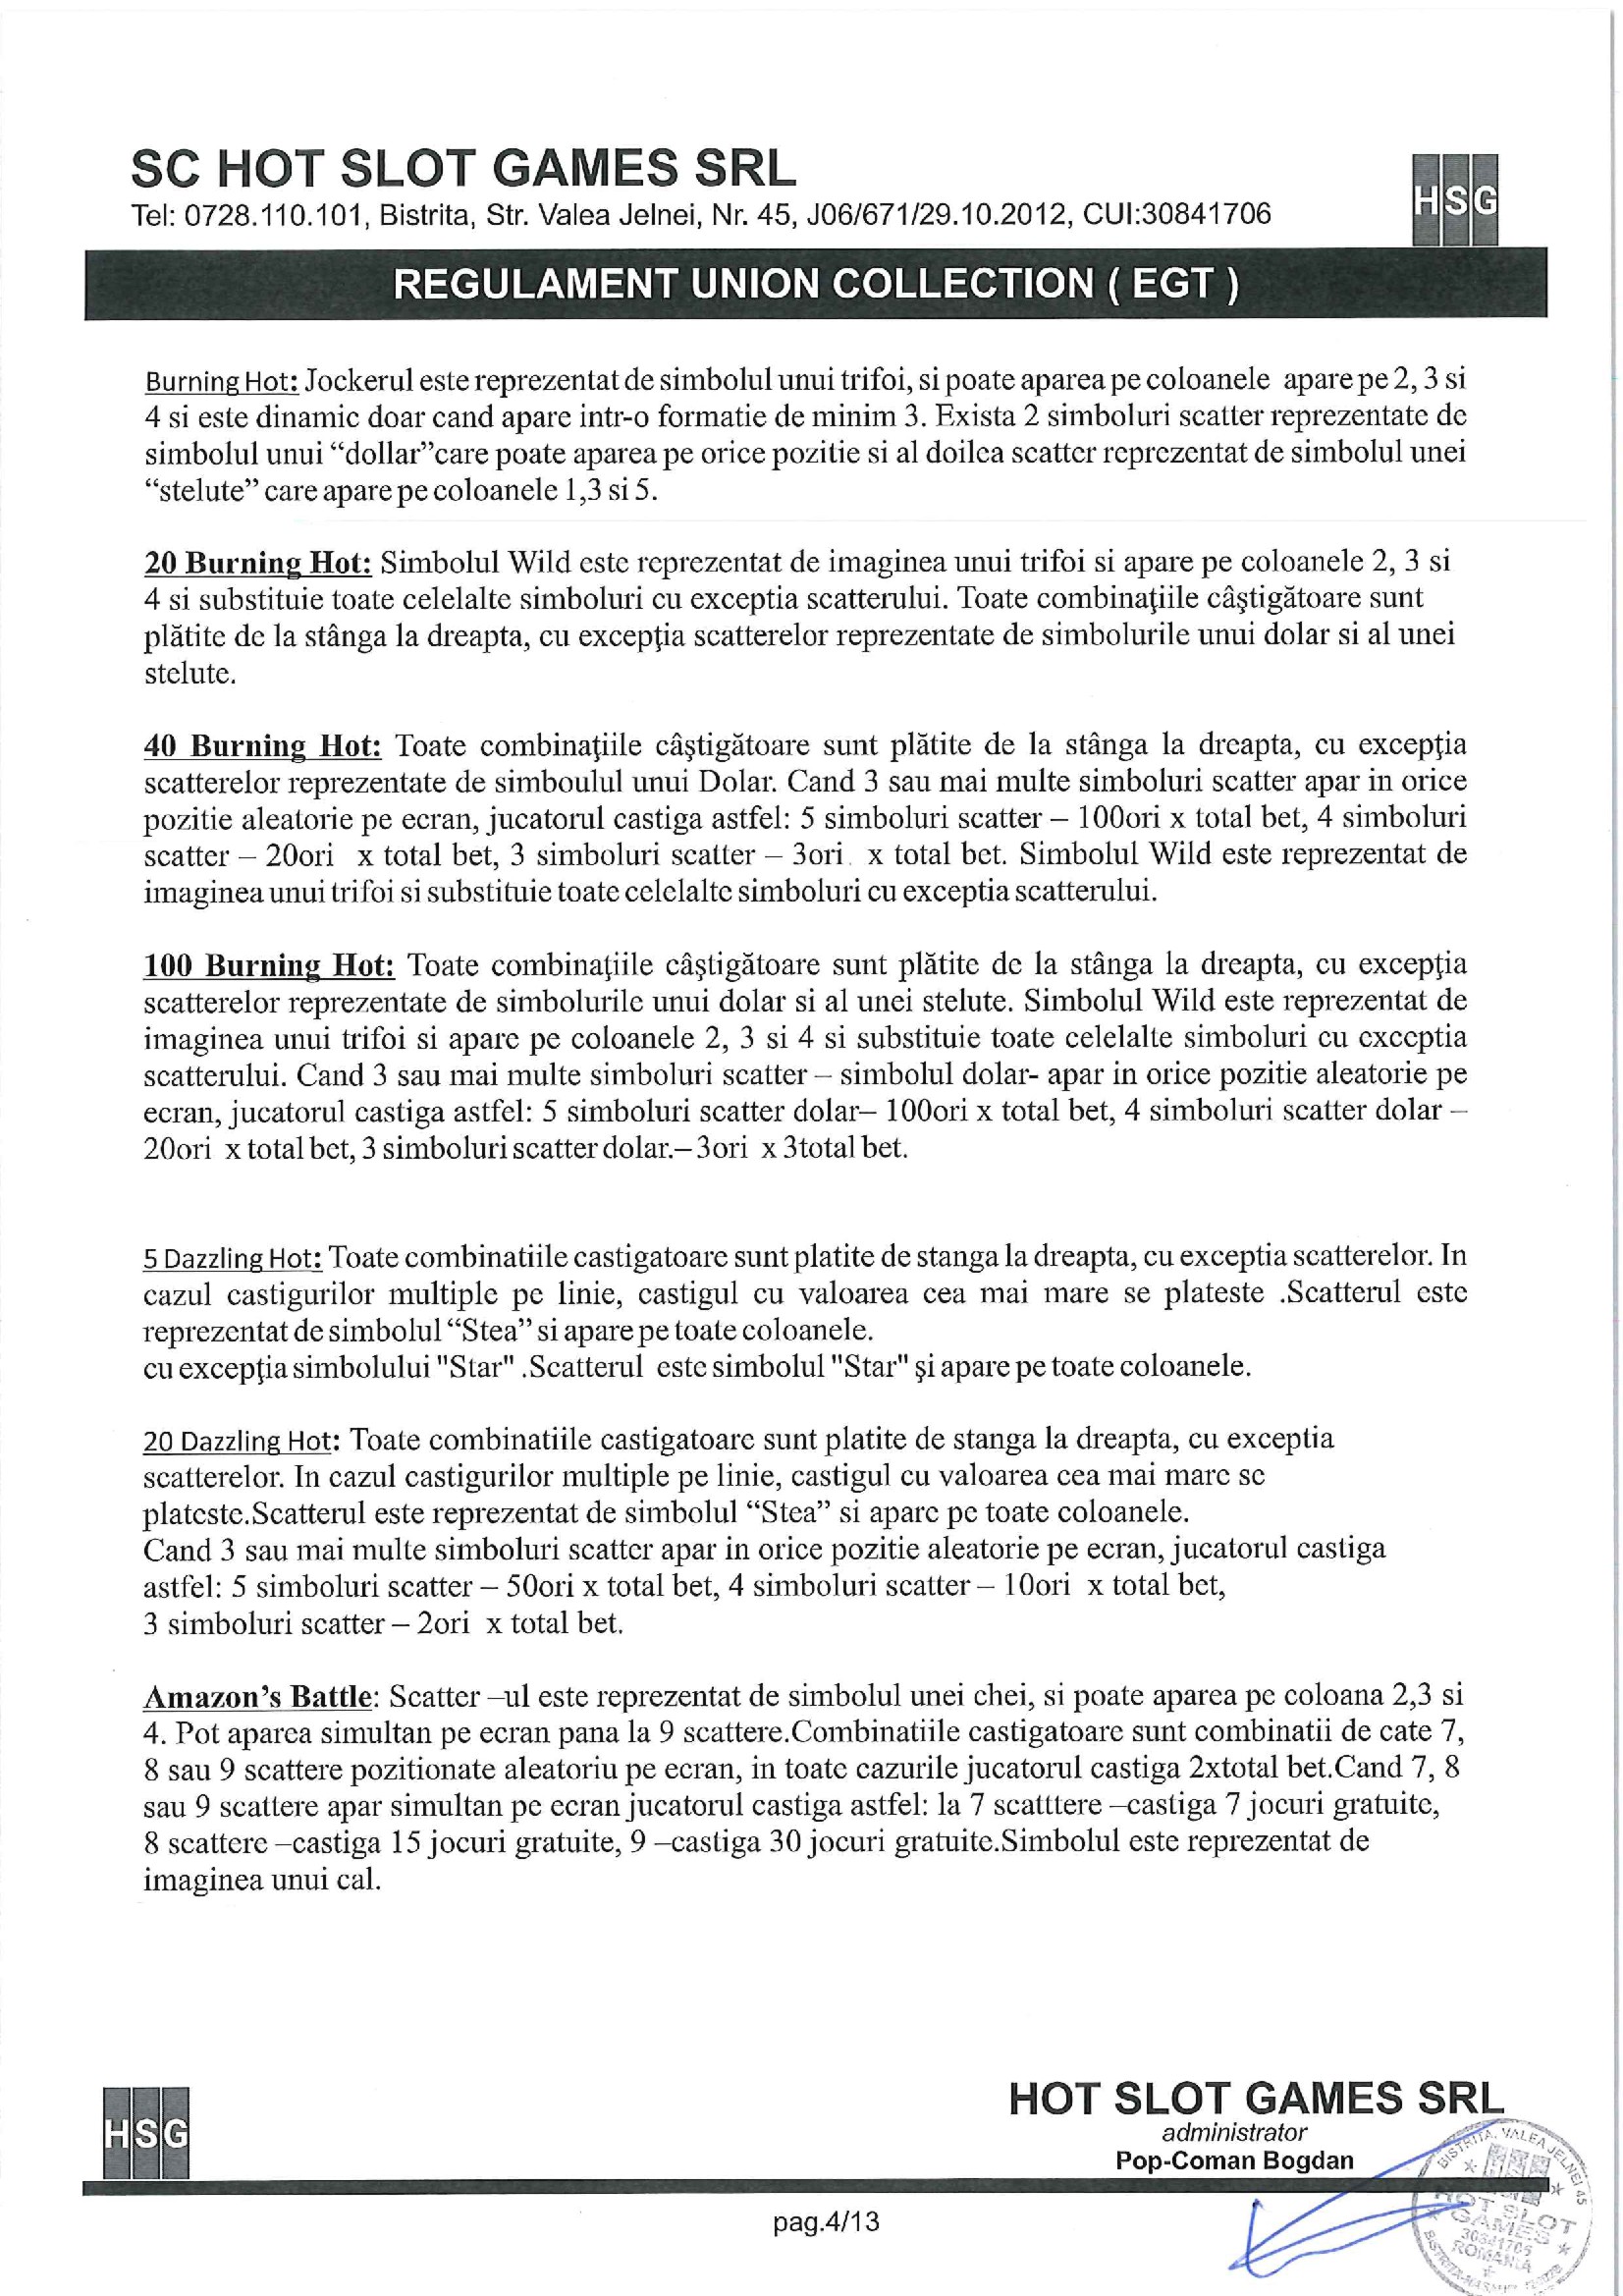 SC HOT SLOT GAMES SRL
Tel: 0728.110.101, Bistrita, Str. Valea Jelnei, Nr. 45, J06/671/29.10.2012, CUI:30841706
HSG
REGULAMENT UNION COLLECTION ( EGT )
Burning Hot: Jockerul este reprezentat de simbolul unui trifoi, si poate aparea pe coloanele apare pe 2, 3 si
4 si este dinamic doar cand apare intr-o formatie de minim 3. Exista 2 simboluri scatter reprezentate de
simbolul unui “dollar”care poate aparea pe orice pozitie si al doilea scatter reprezentat de simbolul unei
“stelute” care apare pe coloanele 1,3 si 5.
20 Burning Hot: Simbolul Wild este reprezentat de imaginea unui trifoi si apare pe coloanele 2, 3 si
4 si substituie toate celelalte simboluri cu exceptia scatterului. Toate combinaţiile câştigătoare sunt
plătite de la stânga la dreapta, cu excepţia scatterelor reprezentate de simbolurile unui dolar si al unei
stelute.
40 Burning Hot: Toate combinaţiile câştigătoare sunt plătite de la stânga la dreapta, cu excepţia
scatterelor reprezentate de simboulul unui Dolar. Cand 3 sau mai multe simboluri scatter apar in orice
pozitie aleatorie pe ecran, jucatorul castiga astfel: 5 simboluri scatter – 100ori x total bet, 4 simboluri
scatter – 20ori x total bet, 3 simboluri scatter – 3ori x total bet. Simbolul Wild este reprezentat de
imaginea unui trifoi si substituie toate celelalte simboluri cu exceptia scatterului.
100 Burning Hot: Toate combinaţiile câştigătoare sunt plătite de la stânga la dreapta, cu excepţia
scatterelor reprezentate de simbolurile unui dolar si al unei stelute. Simbolul Wild este reprezentat de
imaginea unui trifoi si apare pe coloanele 2, 3 si 4 si substituie toate celelalte simboluri cu exceptia
scatterului. Cand 3 sau mai multe simboluri scatter – simbolul dolar- apar in orice pozitie aleatorie pe
ecran, jucatorul castiga astfel: 5 simboluri scatter dolar– 100ori x total bet, 4 simboluri scatter dolar –
20ori x total bet, 3 simboluri scatter dolar.– 3ori x 3total bet.
5 Dazzling Hot: Toate combinatiile castigatoare sunt platite de stanga la dreapta, cu exceptia scatterelor. In
cazul castigurilor multiple pe linie, castigul cu valoarea cea mai mare se plateste .Scatterul este
reprezentat de simbolul “Stea” si apare pe toate coloanele.
cu excepţia simbolului "Star" .Scatterul este simbolul "Star" şi apare pe toate coloanele.
20 Dazzling Hot: Toate combinatiile castigatoare sunt platite de stanga la dreapta, cu exceptia
scatterelor. In cazul castigurilor multiple pe linie, castigul cu valoarea cea mai mare se
plateste.Scatterul este reprezentat de simbolul “Stea” si apare pe toate coloanele.
Cand 3 sau mai multe simboluri scatter apar in orice pozitie aleatorie pe ecran, jucatorul castiga
astfel: 5 simboluri scatter – 50ori x total bet, 4 simboluri scatter – 10ori x total bet,
3 simboluri scatter – 2ori x total bet.
Amazon’s Battle: Scatter –ul este reprezentat de simbolul unei chei, si poate aparea pe coloana 2,3 si
4. Pot aparea simultan pe ecran pana la 9 scattere.Combinatiile castigatoare sunt combinatii de cate 7,
8 sau 9 scattere pozitionate aleatoriu pe ecran, in toate cazurile jucatorul castiga 2xtotal bet.Cand 7, 8
sau 9 scattere apar simultan pe ecran jucatorul castiga astfel: la 7 scatttere –castiga 7 jocuri gratuite,
8 scattere –castiga 15 jocuri gratuite, 9 –castiga 30 jocuri gratuite.Simbolul este reprezentat de
imaginea unui cal.
HSG
HOT SLOT GAMES SRL
administrator
Pop-Coman Bogdan
BISTRITA, VALEA JELNEI 45
HOT SLOT
GAMES
ROMANIA
pag.4/13